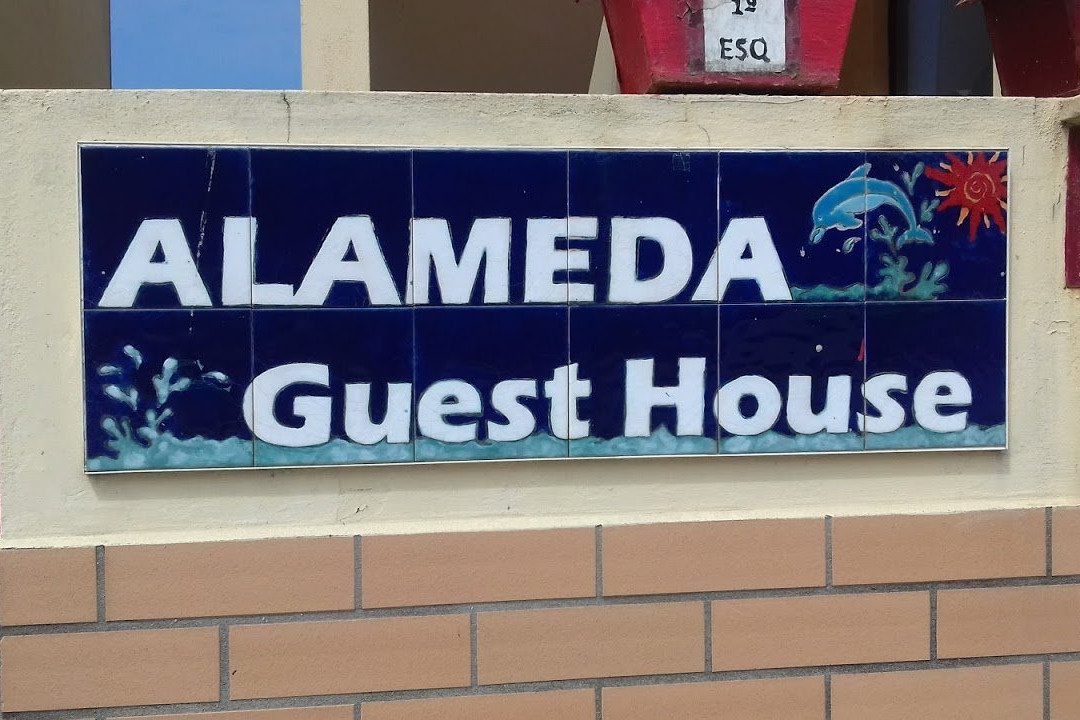 1º
ESQ
ALAMEDA
Guest House